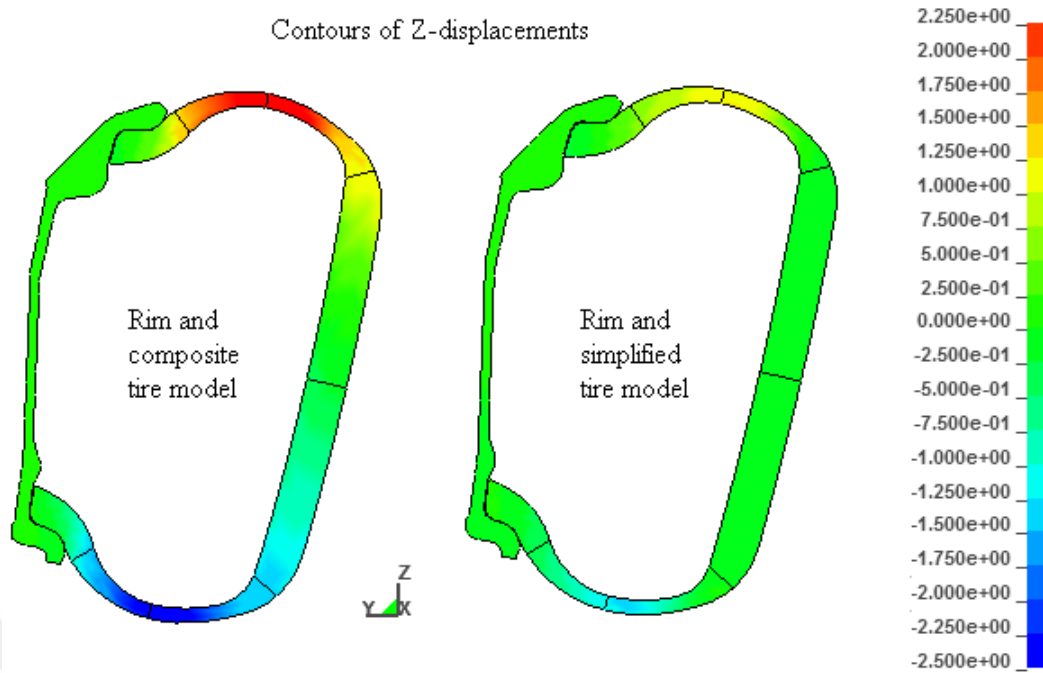 Contours of Z-displacements
Rim and
composite
tire model
Rim and
simplified
tire model
Z
Y X
2.250e+00
2.000e+00
1.750e+00
1.500e+00
1.250e+00
1.000e+00
7.500e-01
5.000e-01
2.500e-01
0.000e+00
-2.500e-01
-5.000e-01
-7.500e-01
-1.000e+00
-1.250e+00
-1.500e+00
-1.750e+00
-2.000e+00
-2.250e+00
-2.500e+00